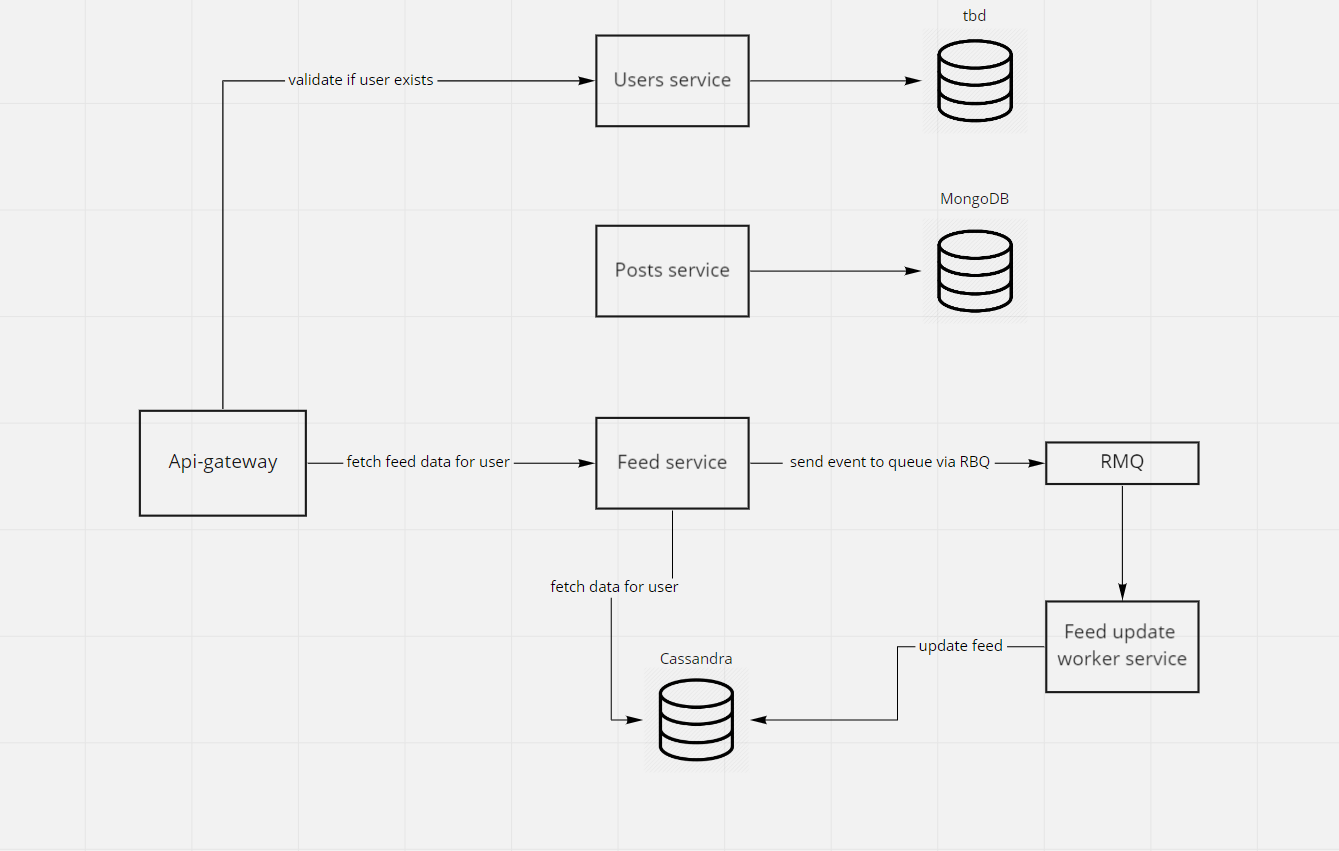 tbd
validate if user exists
Users service
MongoDB
Posts service
Api-gateway
fetch feed data for user
Feed service
send event to queue via RBQ
RMQ
fetch data for user
Feed update
worker service
update feed
Cassandra